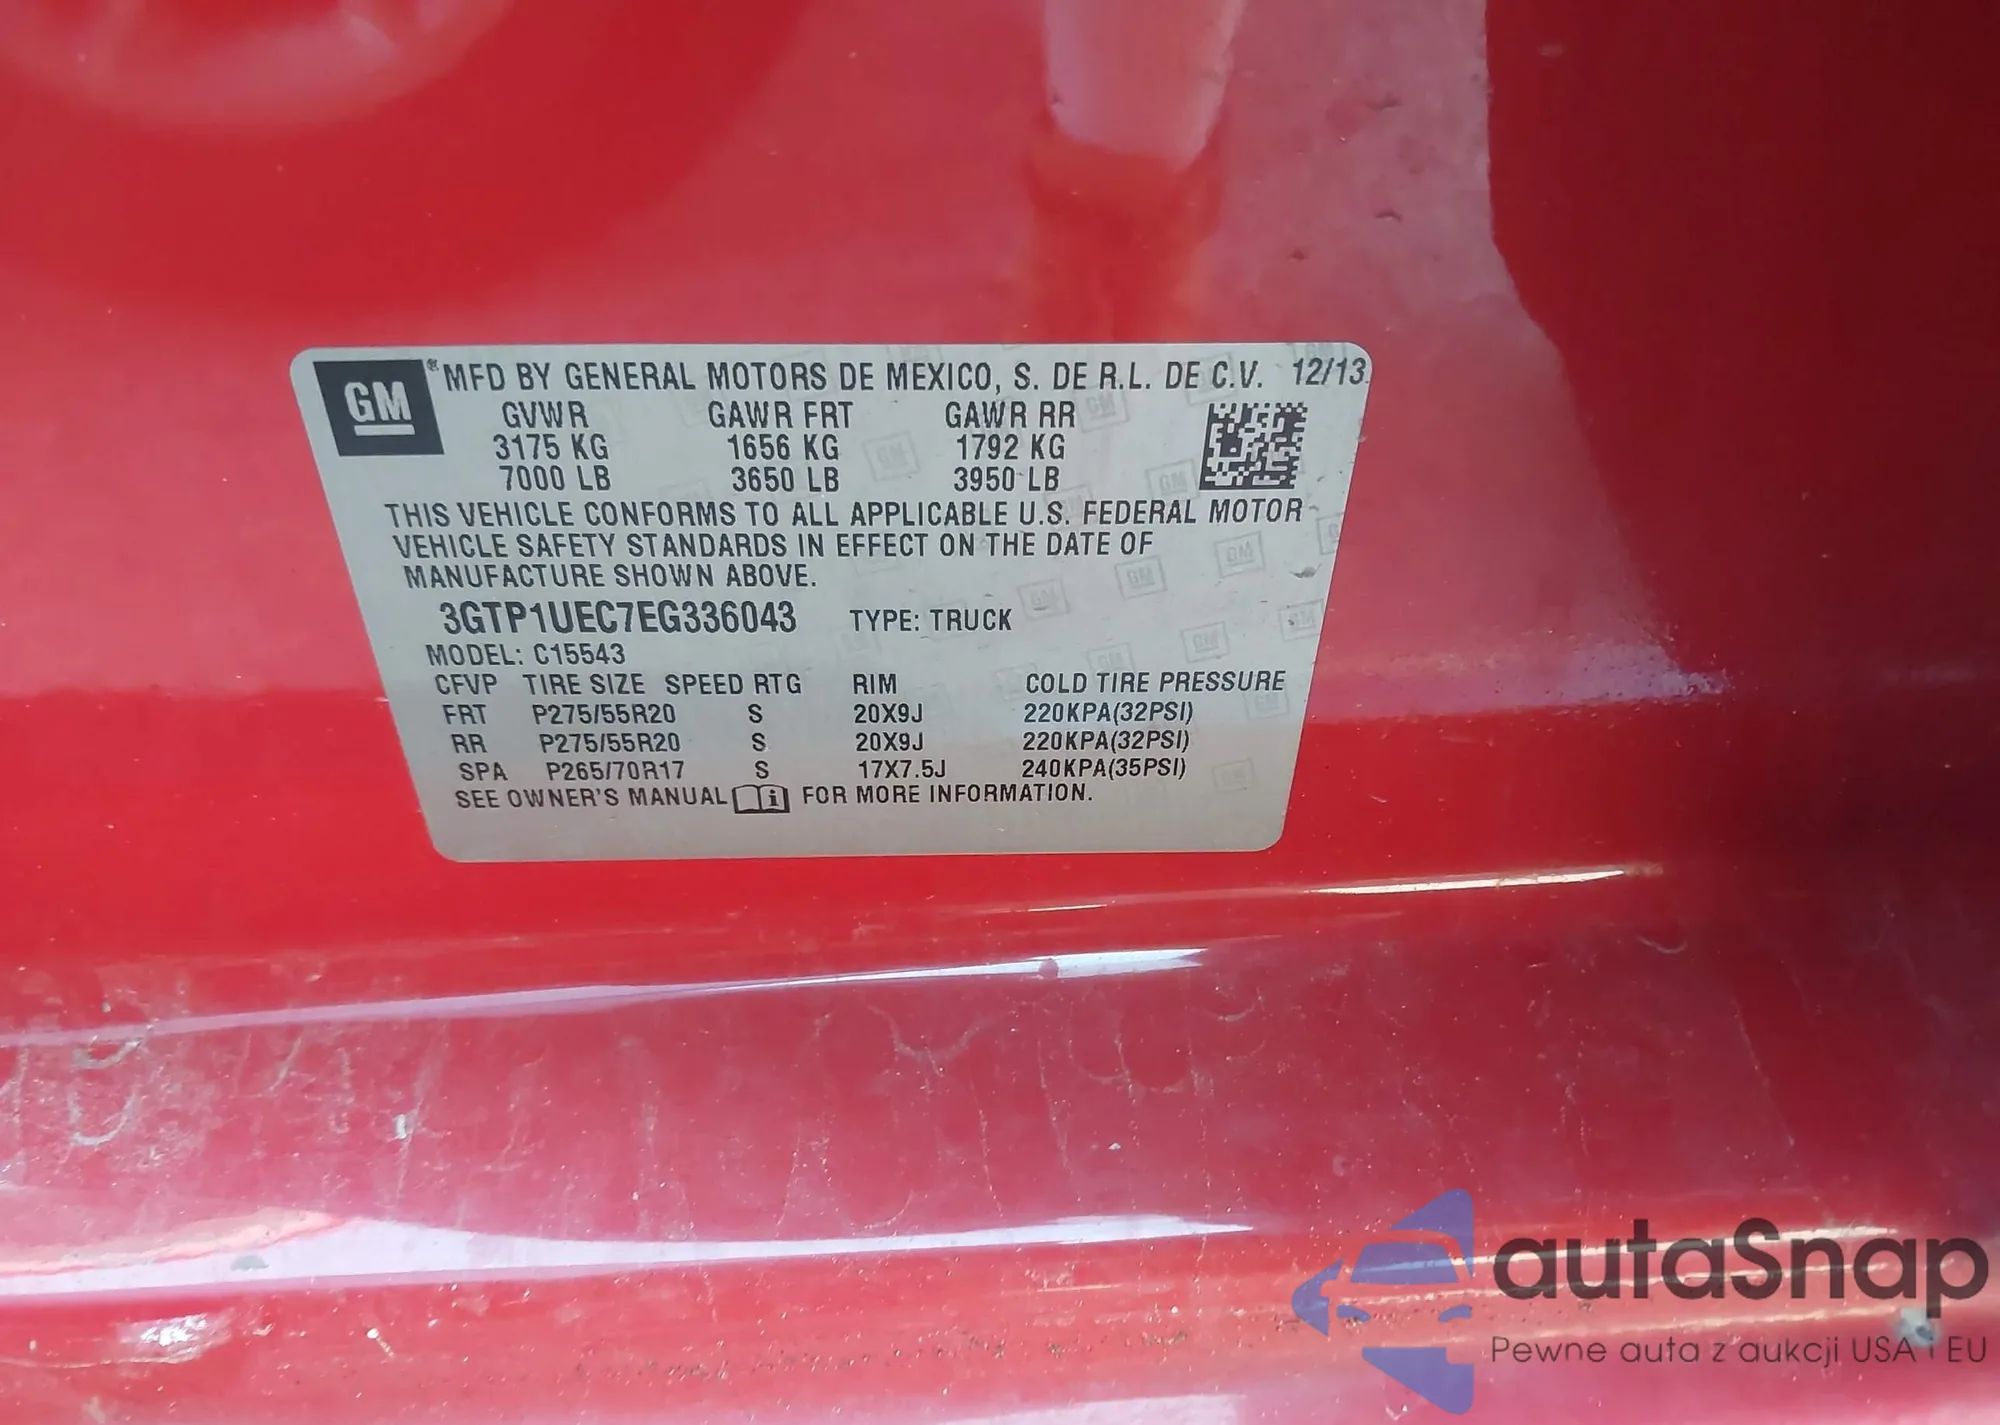 GM ® MFD BY GENERAL MOTORS DE MEXICO, S. DE R.L. DE C.V. 12/13
GVWR GAWR FRT GAWR RR
3175 KG 1656 KG 1792 KG
7000 LB 3650 LB 3950 LB
THIS VEHICLE CONFORMS TO ALL APPLICABLE U.S. FEDERAL MOTOR
VEHICLE SAFETY STANDARDS IN EFFECT ON THE DATE OF
MANUFACTURE SHOWN ABOVE.
3GTP1UEC7EG336043 TYPE: TRUCK
MODEL: C15543
CFVP TIRE SIZE SPEED RTG RIM COLD TIRE PRESSURE
FRT P275/55R20 S 20X9J 220KPA(32PSI)
RR P275/55R20 S 20X9J 220KPA(32PSI)
SPA P265/70R17 S 17X7.5J 240KPA(35PSI)
SEE OWNER'S MANUAL i FOR MORE INFORMATION.
autaSnap
Pewne auta z aukcji USA i EU